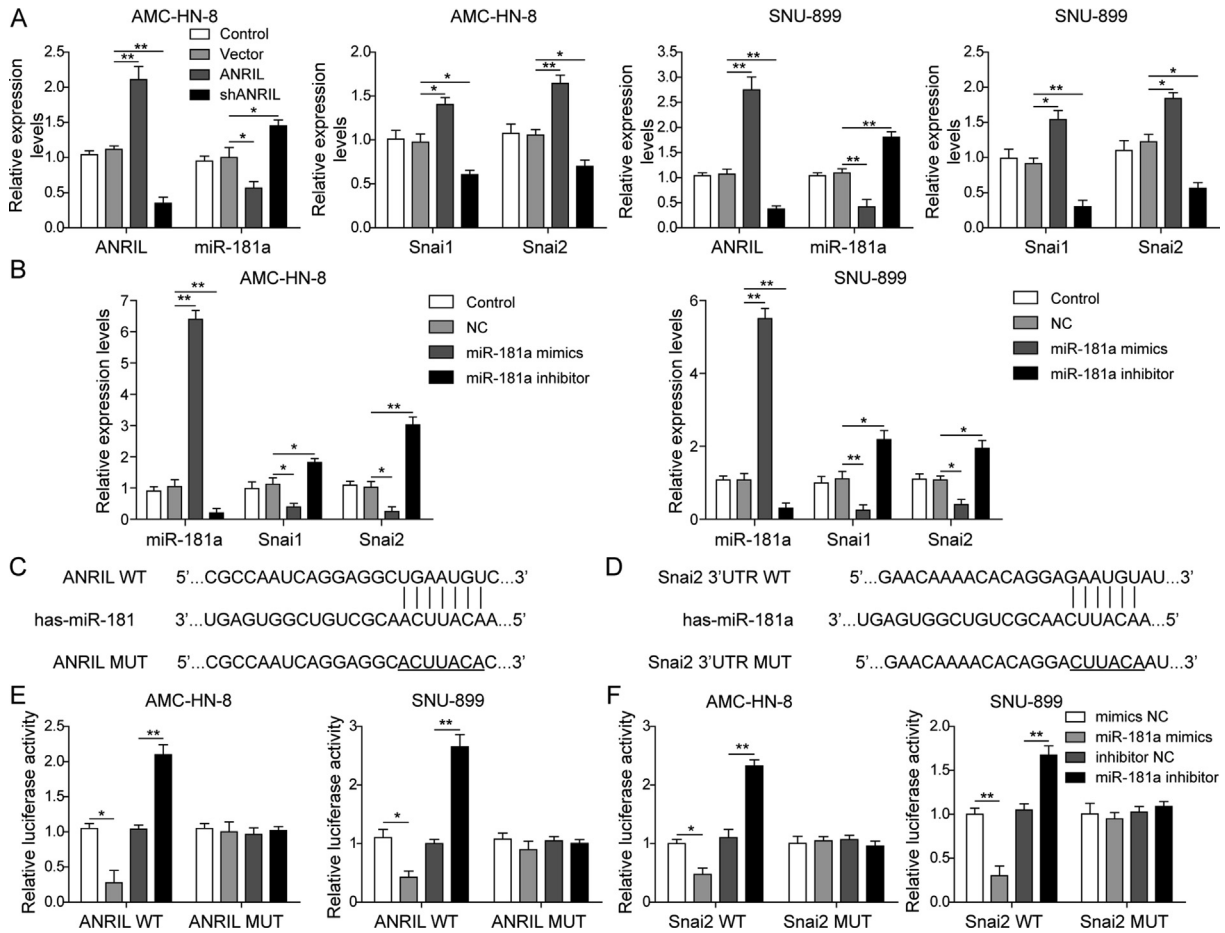 A
AMC-HN-8
Relative expression levels
2.5
2.0
1.5
1.0
0.5
0.0
Control
Vector
ANRIL
shANRIL
** ** * *
ANRIL miR-181a
AMC-HN-8
Relative expression levels
2.0
1.5
1.0
0.5
0.0
* * ** *
Snai1 Snai2
SNU-899
Relative expression levels
3.5
3.0
2.5
2.0
1.5
1.0
0.5
0.0
** ** ** **
ANRIL miR-181a
SNU-899
Relative expression levels
2.5
2.0
1.5
1.0
0.5
0.0
* ** * *
Snai1 Snai2
B
AMC-HN-8
Relative expression levels
7
6
5
4
3
2
1
0
Control
NC
miR-181a mimics
miR-181a inhibitor
** ** * * * **
miR-181a Snai1 Snai2
SNU-899
Relative expression levels
6
4
2
0
Control
NC
miR-181a mimics
miR-181a inhibitor
** ** ** * * *
miR-181a Snai1 Snai2
C
ANRIL WT 5’...CGCCAAUCAGGAGGCUGAAUGUC...3’
has-miR-181 3’...UGAGUGGCUGUCGCAACUUACAA...5’
ANRIL MUT 5’...CGCCAAUCAGGAGGCACUUACAC...3’
D
Snai2 3’UTR WT 5’...GAACAAAACACAGGAGAAUGUAU...3’
has-miR-181a 3’...UGAGUGGCUGUCGCAACUUACAA...5’
Snai2 3’UTR MUT 5’...GAACAAAACACAGGACUUACAAU...3’
E
AMC-HN-8
Relative luciferase activity
2.5
2.0
1.5
1.0
0.5
0.0
* **
ANRIL WT ANRIL MUT
SNU-899
3
2
1
0
* **
ANRIL WT ANRIL MUT
F
AMC-HN-8
Relative luciferase activity
3
2
1
0
* **
Snai2 WT Snai2 MUT
SNU-899
2.0
1.5
1.0
0.5
0.0
mimics NC
miR-181a mimics
inhibitor NC
miR-181a inhibitor
** **
Snai2 WT Snai2 MUT